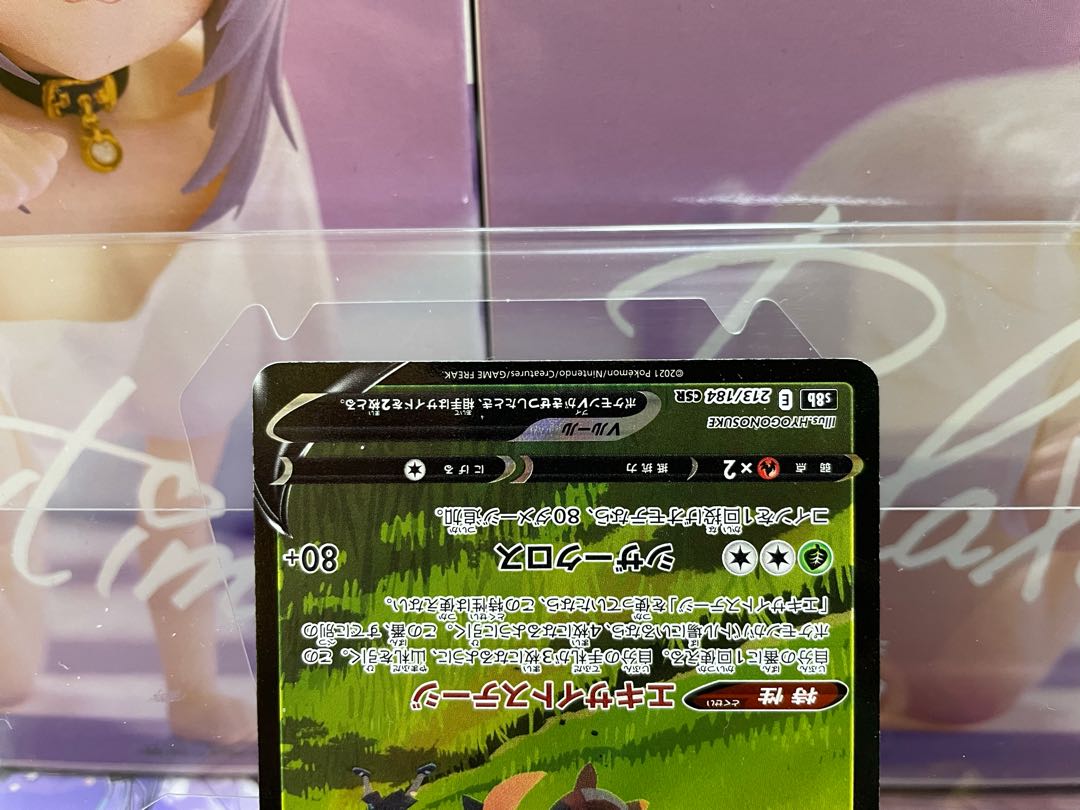 特性 エキサイトステージ
自分の番に1回使える。自分の手札が3枚になるように、山札を引く。この
ポケモンがバトル場にいるなら、4枚になるように引く。この番、すでに別の
「エキサイトステージ」を使っていたなら、この特性は使えない。
シザークロス 80+
コインを1回投げオモテなら、80ダメージ追加。
弱点 ×2 抵抗力 にげる
Illus. HYOGONOSUKE
s8b E 213/184 CSR
Vルール
ポケモンVがきぜつしたとき、相手はサイドを2枚とる。
©2021 Pokémon/Nintendo/Creatures/GAME FREAK